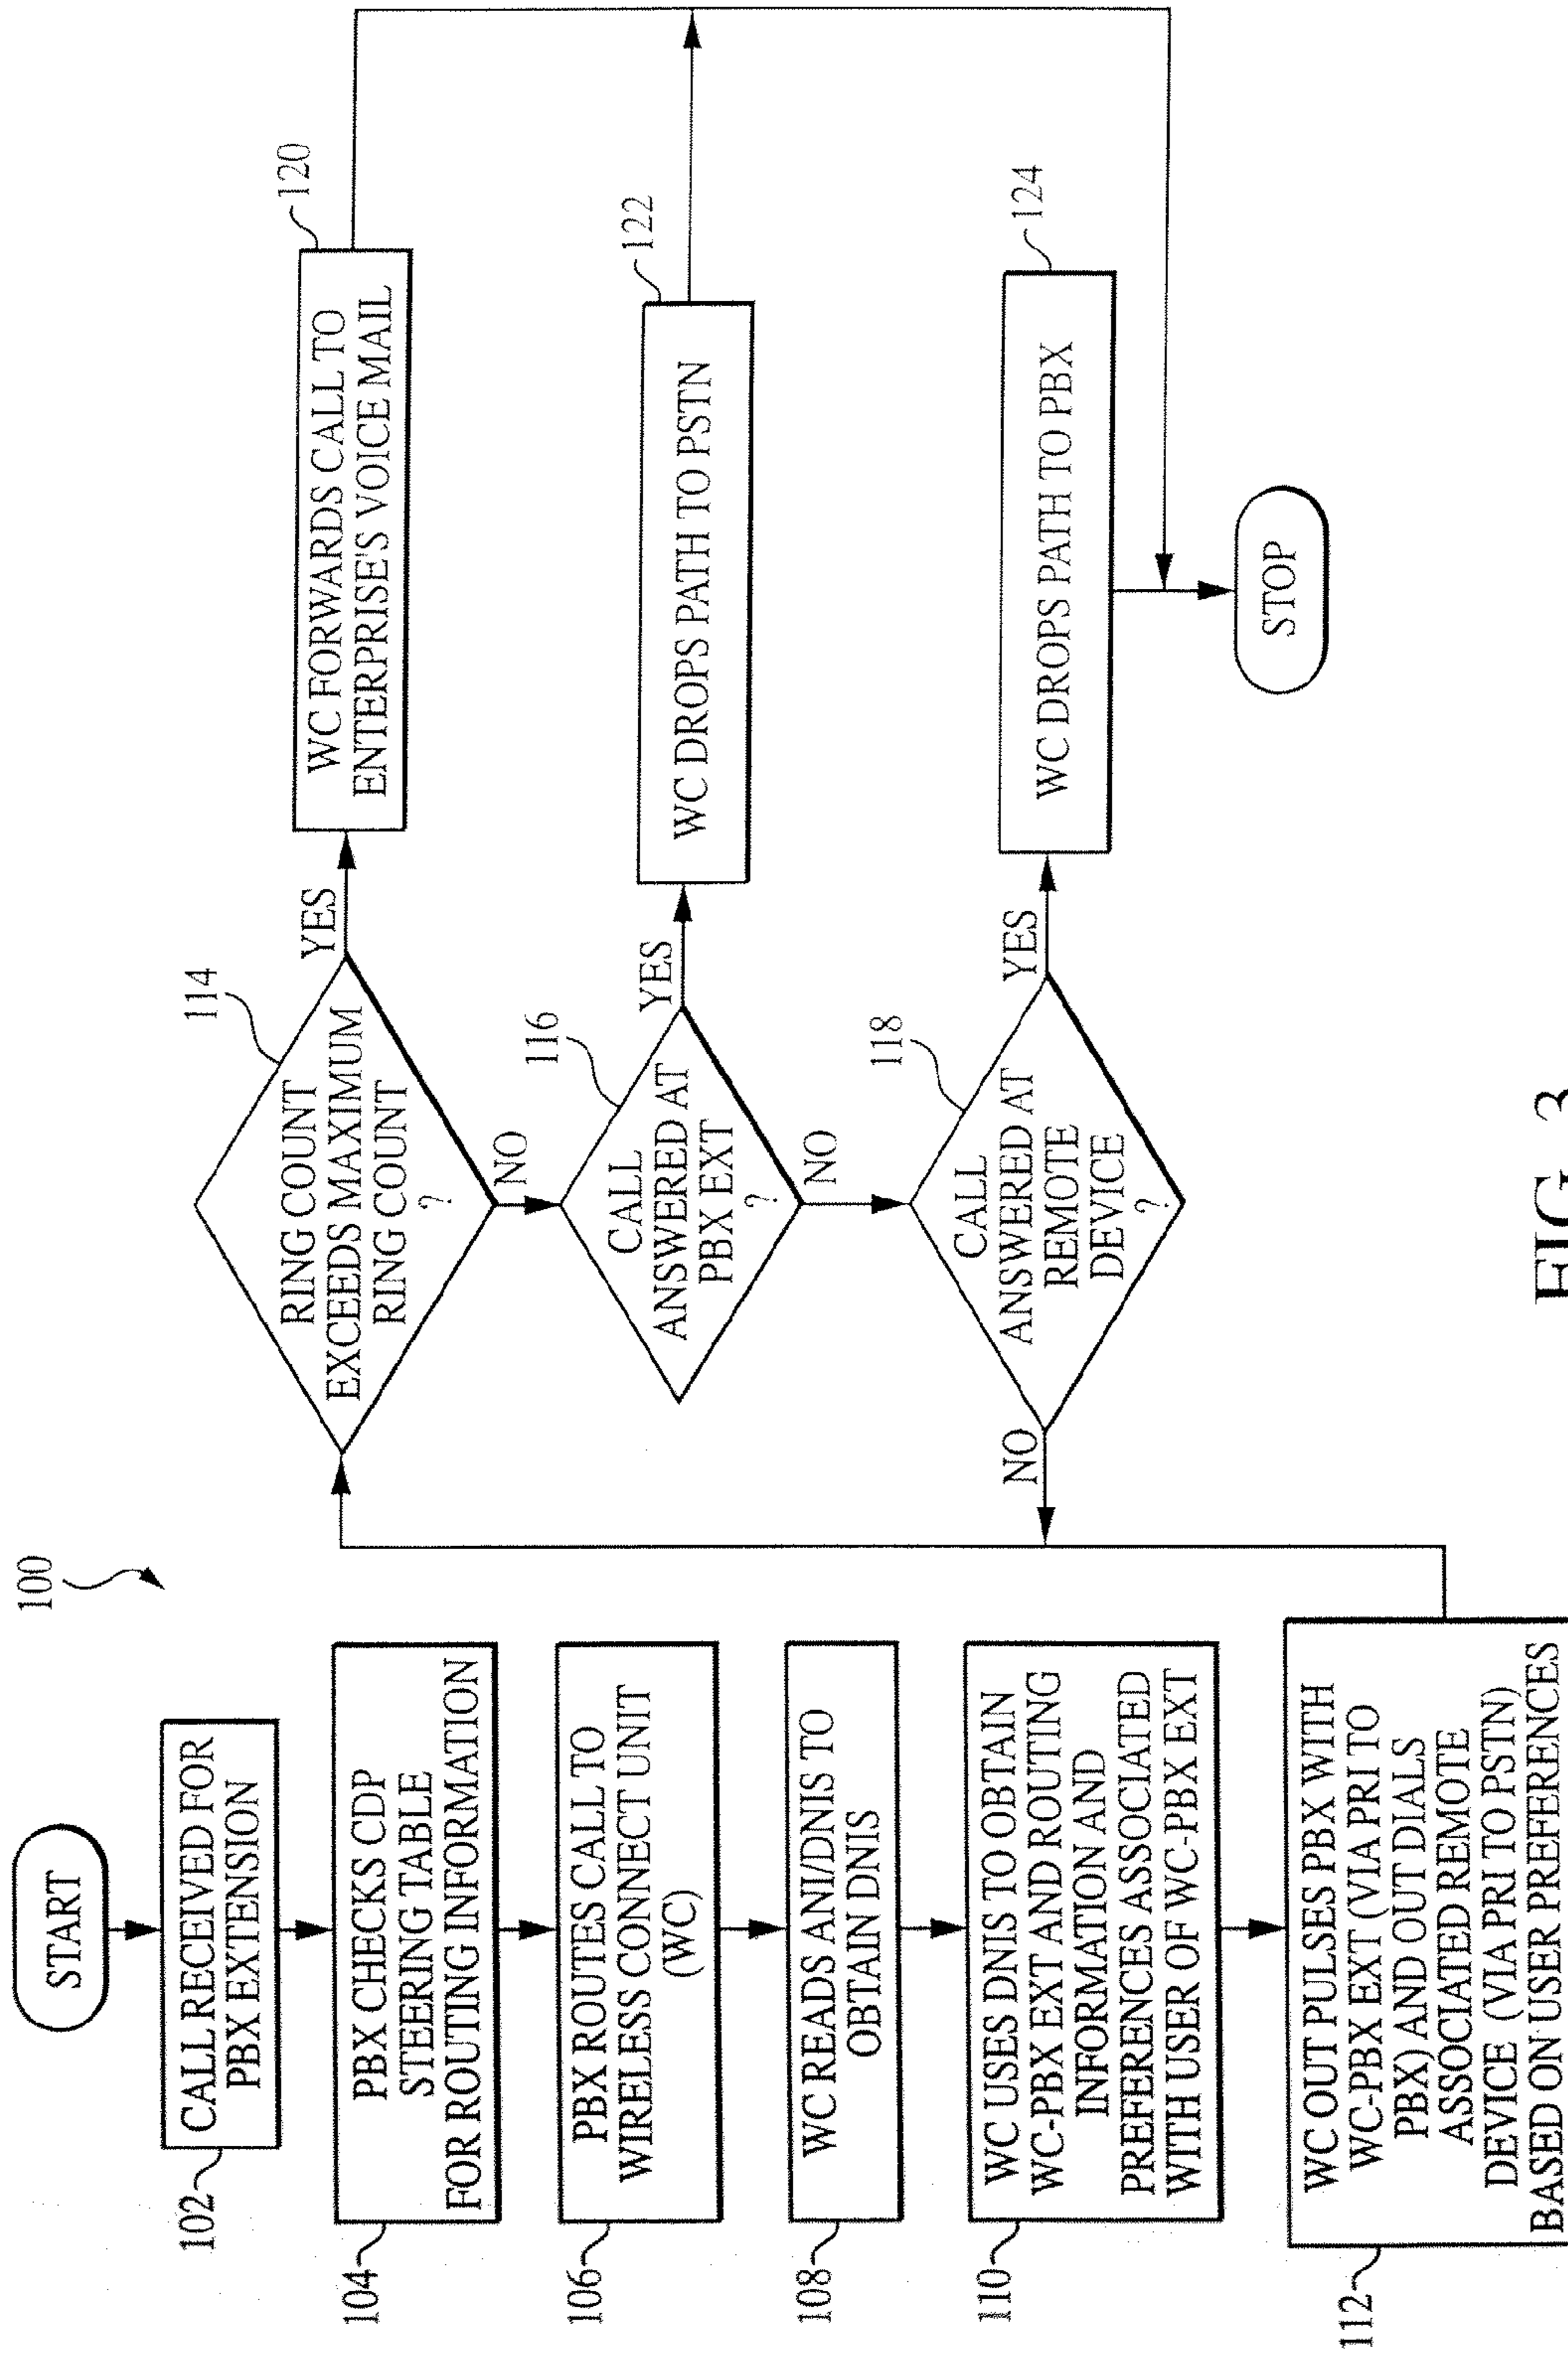 100
START
102
CALL RECEIVED FOR
PBX EXTENSION
104
PBX CHECKS CDP
STEERING TABLE
FOR ROUTING INFORMATION
106
PBX ROUTES CALL TO
WIRELESS CONNECT UNIT
(WC)
108
WC READS ANI/DNIS TO
OBTAIN DNIS
110
WC USES DNIS TO OBTAIN
WC-PBX EXT AND ROUTING
INFORMATION AND
PREFERENCES ASSOCIATED
WITH USER OF WC-PBX EXT
112
WC OUT PULSES PBX WITH
WC-PBX EXT (VIA PRI TO
PBX) AND OUT DIALS
ASSOCIATED REMOTE
DEVICE (VIA PRI TO PSTN)
BASED ON USER PREFERENCES
114
RING COUNT
EXCEEDS MAXIMUM
RING COUNT
?
YES
NO
120
WC FORWARDS CALL TO
ENTERPRISE'S VOICE MAIL
116
CALL
ANSWERED AT
PBX EXT
?
YES
NO
122
WC DROPS PATH TO PSTN
118
CALL
ANSWERED AT
REMOTE
DEVICE
?
YES
NO
124
WC DROPS PATH TO PBX
STOP
FIG. 3